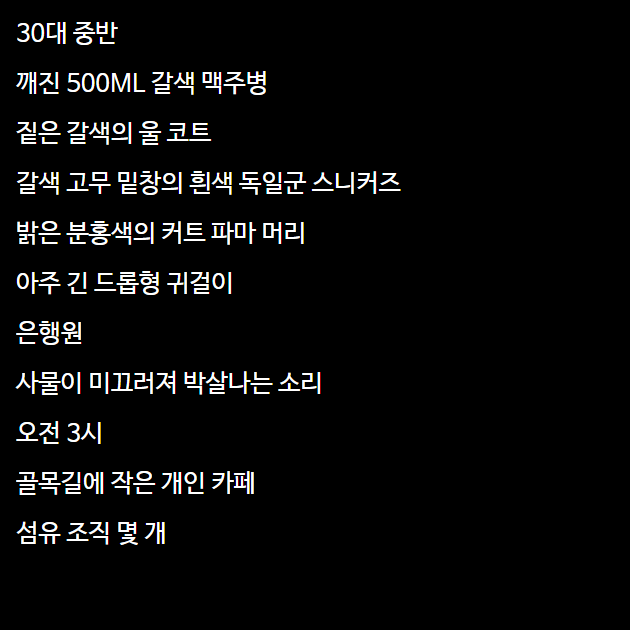 30대 중반
깨진 500ML 갈색 맥주병
짙은 갈색의 울 코트
갈색 고무 밑창의 흰색 독일군 스니커즈
밝은 분홍색의 커트 파마 머리
아주 긴 드롭형 귀걸이
은행원
사물이 미끄러져 박살나는 소리
오전 3시
골목길에 작은 개인 카페
섬유 조직 몇 개